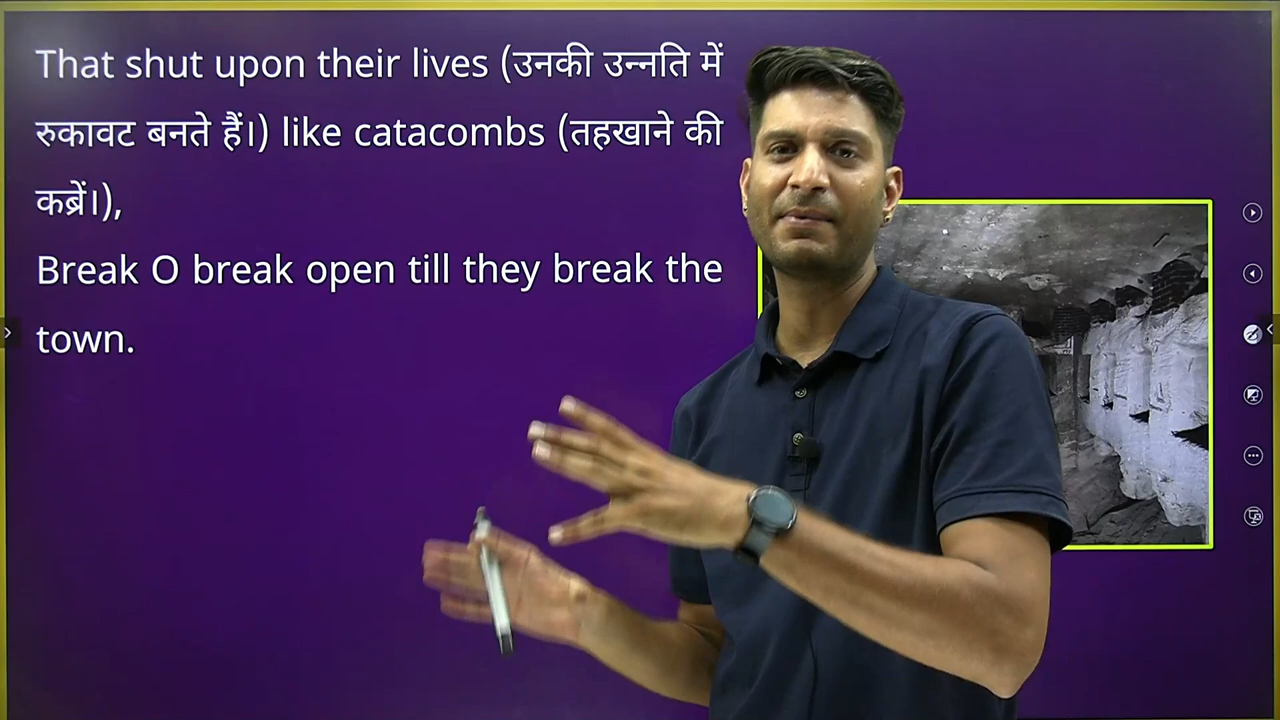 That shut upon their lives (उनकी उन्नति में
रुकावट बनते हैं।) like catacombs (तहखाने की
कब्रें।),
Break O break open till they break the
town.